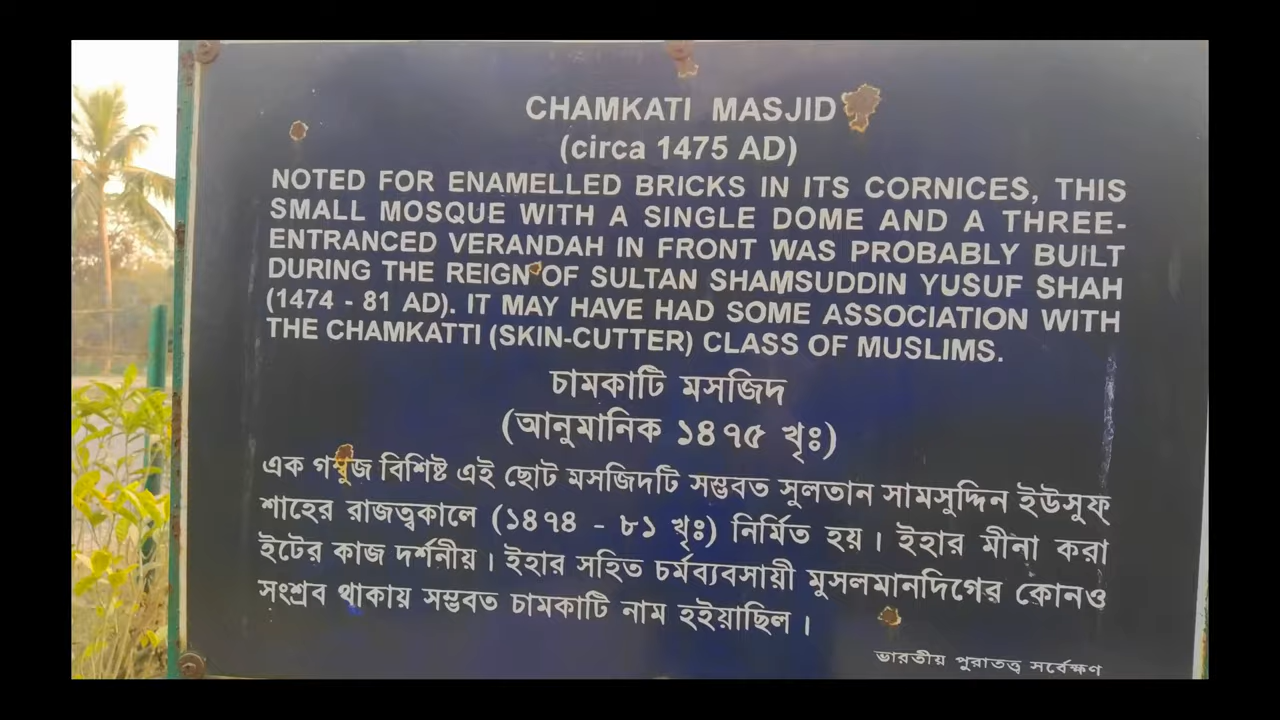 CHAMKATI MASJID
(circa 1475 AD)
NOTED FOR ENAMELLED BRICKS IN ITS CORNICES, THIS
SMALL MOSQUE WITH A SINGLE DOME AND A THREE-
ENTRANCED VERANDAH IN FRONT WAS PROBABLY BUILT
DURING THE REIGN OF SULTAN SHAMSUDDIN YUSUF SHAH
(1474 - 81 AD). IT MAY HAVE HAD SOME ASSOCIATION WITH
THE CHAMKATTI (SKIN-CUTTER) CLASS OF MUSLIMS.
চামকাটি মসজিদ
(আনুমানিক ১৪৭৫ খৃঃ)
এক গম্বুজ বিশিষ্ট এই ছোট মসজিদটি সম্ভবত সুলতান সামসুদ্দিন ইউসুফ্
শাহের রাজত্বকালে (১৪৭৪ - ৮১ খৃঃ) নির্মিত হয়। ইহার মীনা করা
ইটের কাজ দর্শনীয়। ইহার সহিত চর্মব্যবসায়ী মুসলমানদিগের কোনও
সংশ্রব থাকায় সম্ভবত চামকাটি নাম হইয়াছিল।
ভারতীয় পুরাতত্ত্ব সর্বেক্ষণ